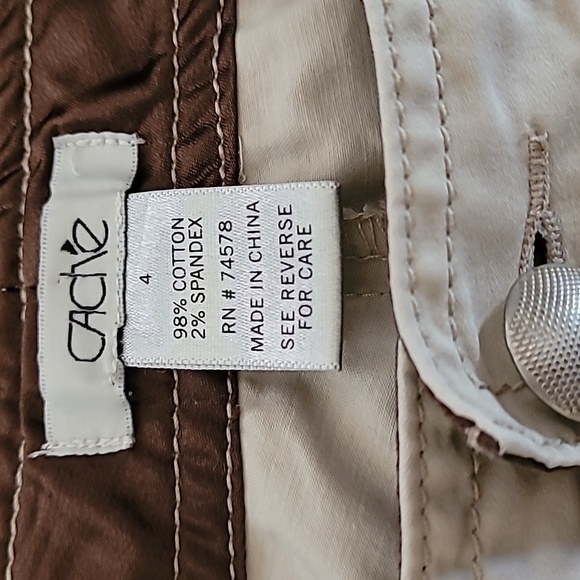 CACHé
4
98% COTTON
2% SPANDEX
RN # 74578
MADE IN CHINA
SEE REVERSE
FOR CARE